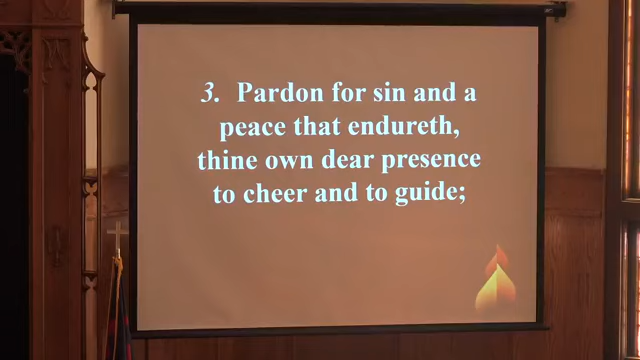 3. Pardon for sin and a
peace that endureth,
thine own dear presence
to cheer and to guide;